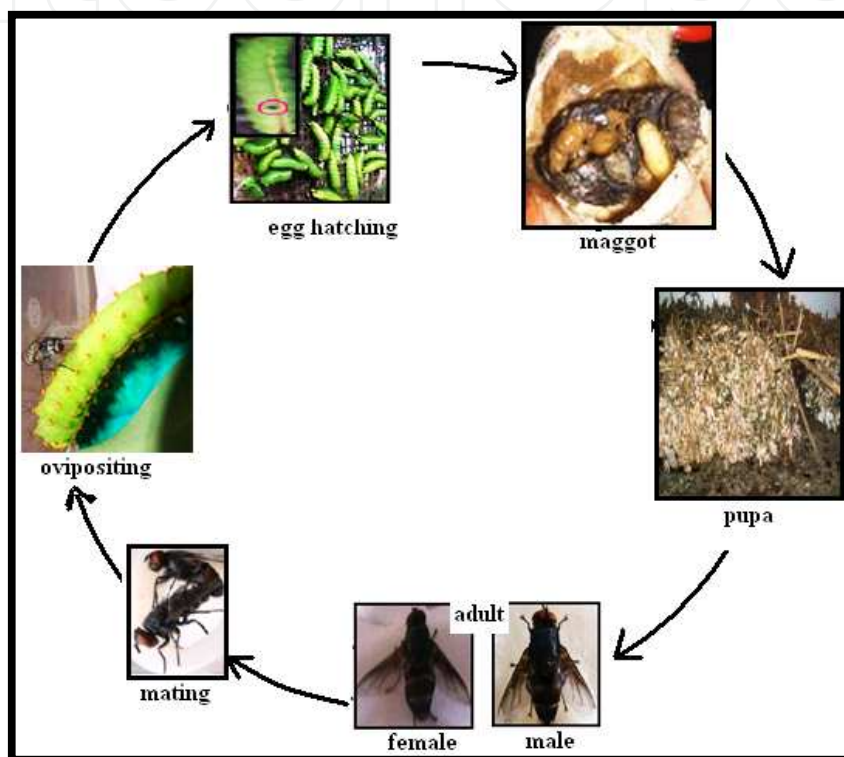 egg hatching
maggot
ovipositing
pupa
adult
mating
female
male